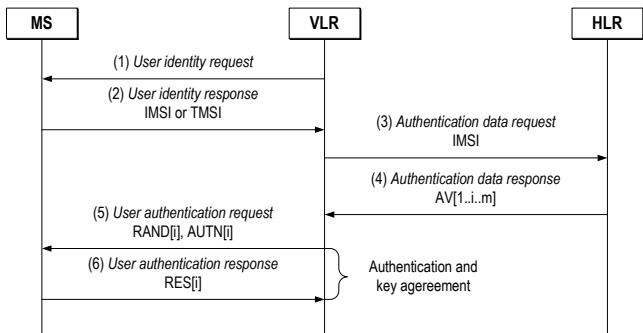 MS
VLR
HLR
(1) User identity request
(2) User identity response
IMSI or TMSI
(3) Authentication data request
IMSI
(4) Authentication data response
AV[1..i..m]
(5) User authentication request
RAND[i], AUTN[i]
(6) User authentication response
RES[i]
Authentication and
key agereement